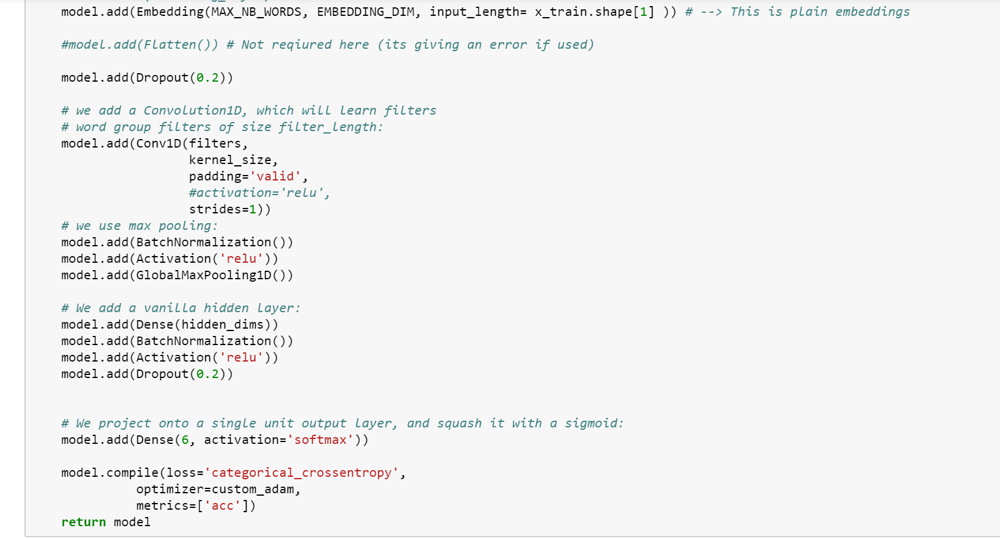 model.add(Embedding(MAX_NB_WORDS, EMBEDDING_DIM, input_length= x_train.shape[1] )) # --> This is plain embeddings
#model.add(Flatten()) # Not reqiured here (its giving an error if used)
model.add(Dropout(0.2))
# we add a Convolution1D, which will learn filters
# word group filters of size filter_length:
model.add(Conv1D(filters,
kernel_size,
padding='valid',
#activation='relu',
strides=1))
# we use max pooling:
model.add(BatchNormalization())
model.add(Activation('relu'))
model.add(GlobalMaxPooling1D())
# We add a vanilla hidden layer:
model.add(Dense(hidden_dims))
model.add(BatchNormalization())
model.add(Activation('relu'))
model.add(Dropout(0.2))
# We project onto a single unit output layer, and squash it with a sigmoid:
model.add(Dense(6, activation='softmax'))
model.compile(loss='categorical_crossentropy',
optimizer=custom_adam,
metrics=['acc'])
return model